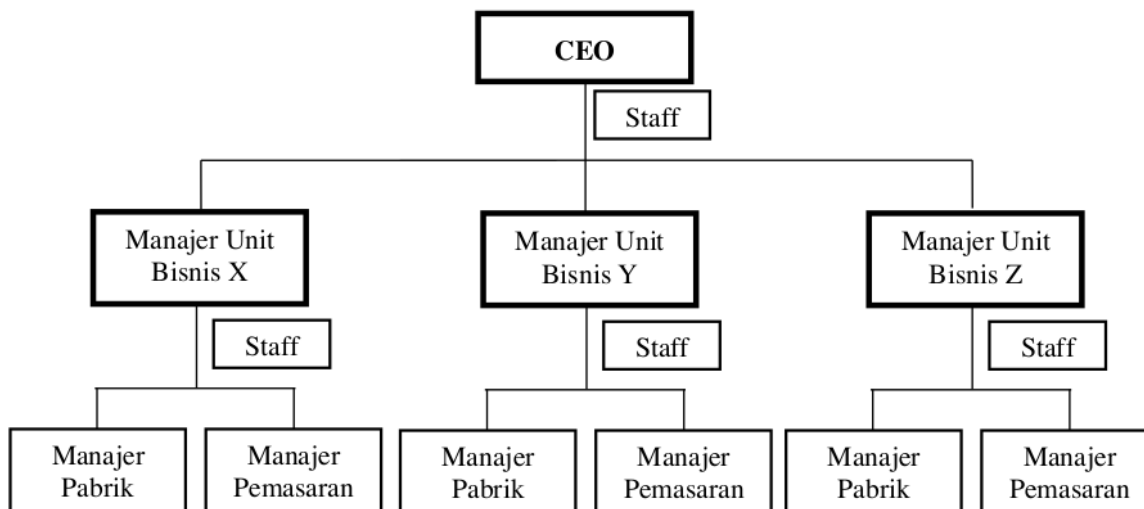 CEO
Staff
Manajer Unit
Bisnis X
Manajer Unit
Bisnis Y
Manajer Unit
Bisnis Z
Staff
Staff
Staff
Manajer
Pabrik
Manajer
Pemasaran
Manajer
Pabrik
Manajer
Pemasaran
Manajer
Pabrik
Manajer
Pemasaran